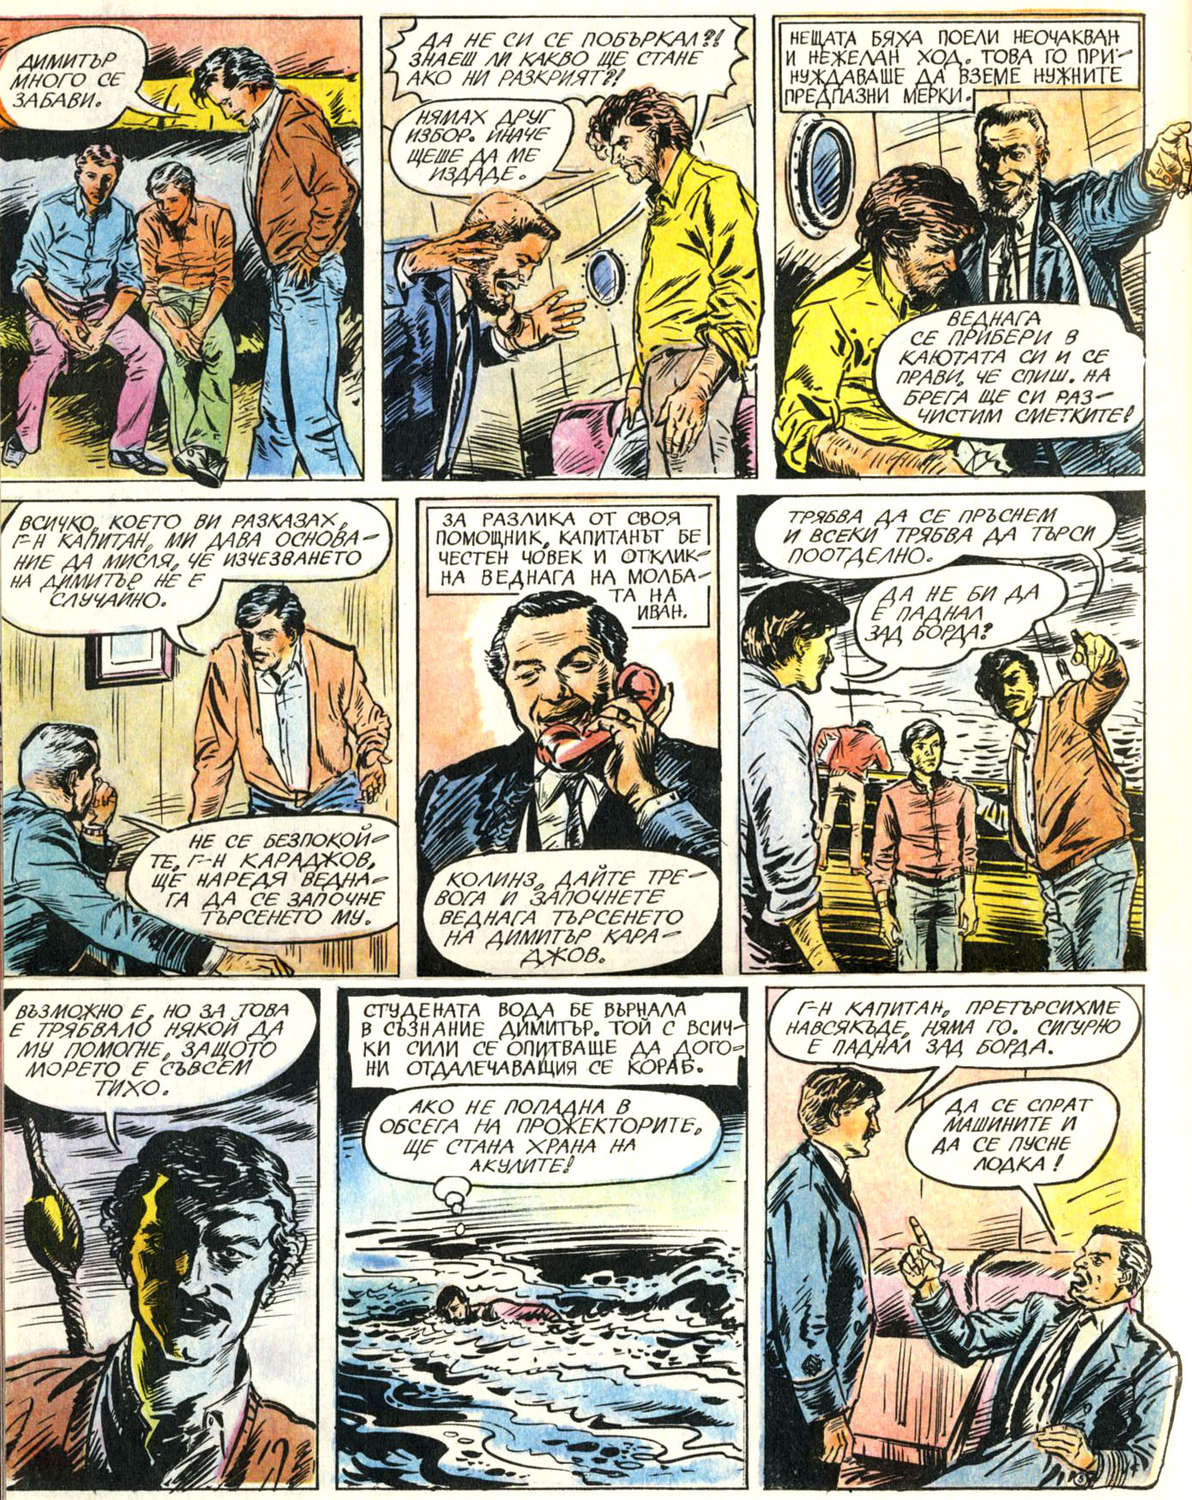 ДИМИТЪР
МНОГО СЕ
ЗАБАВИ.
ДА НЕ СИ СЕ ПОБЪРКАЛ?!
ЗНАЕШ ЛИ КАКВО ЩЕ СТАНЕ
АКО НИ РАЗКРИЯТ?!
НЯМАХ ДРУГ
ИЗБОР. ИНАЧЕ
ЩЕШЕ ДА МЕ
ИЗДАДЕ.
НЕЩАТА БЯХА ПОЕЛИ НЕОЧАКВАН
И НЕЖЕЛАН ХОД. ТОВА ГО ПРИ-
НУЖДАВАШЕ ДА ВЗЕМЕ НУЖНИТЕ
ПРЕДПАЗНИ МЕРКИ.
ВЕДНАГА
СЕ ПРИБЕРИ В
КАЮТАТА СИ И СЕ
ПРАВИ, ЧЕ СПИШ. НА
БРЕГА ЩЕ СИ РАЗ-
ЧИСТИМ СМЕТКИТЕ!
ВСИЧКО, КОЕТО ВИ РАЗКАЗАХ,
Г-Н КАПИТАН, МИ ДАВА ОСНОВА-
НИЕ ДА МИСЛЯ, ЧЕ ИЗЧЕЗВАНЕТО
НА ДИМИТЪР НЕ Е
СЛУЧАЙНО.
НЕ СЕ БЕЗПОКОЙ-
ТЕ, Г-Н КАРАДЖОВ,
ЩЕ НАРЕДЯ ВЕДНА-
ГА ДА СЕ ЗАПОЧНЕ
ТЪРСЕНЕТО МУ.
ЗА РАЗЛИКА ОТ СВОЯ
ПОМОЩНИК, КАПИТАНЪТ БЕ
ЧЕСТЕН ЧОВЕК И ОТКЛИК-
НА ВЕДНАГА НА МОЛБА-
ТА НА
ИВАН.
КОЛИНЗ, ДАЙТЕ ТРЕ-
ВОГА И ЗАПОЧНЕТЕ
ВЕДНАГА ТЪРСЕНЕТО
НА ДИМИТЪР КАРА-
ДЖОВ.
ТРЯБВА ДА СЕ ПРЪСНЕМ
И ВСЕКИ ТРЯБВА ДА ТЪРСИ
ПООТДЕЛНО.
ДА НЕ БИ ДА
Е ПАДНАЛ
ЗАД БОРДА?
ВЪЗМОЖНО Е, НО ЗА ТОВА
Е ТРЯБВАЛО НЯКОЙ ДА
МУ ПОМОГНЕ, ЗАЩОТО
МОРЕТО Е СЪВСЕМ
ТИХО.
СТУДЕНАТА ВОДА БЕ ВЪРНАЛА
В СЪЗНАНИЕ ДИМИТЪР. ТОЙ С ВСИЧ-
КИ СИЛИ СЕ ОПИТВАШЕ ДА ДОГО-
НИ ОТДАЛЕЧАВАЩИЯ СЕ КОРАБ.
АКО НЕ ПОПАДНА В
ОБСЕГА НА ПРОЖЕКТОРИТЕ,
ЩЕ СТАНА ХРАНА НА
АКУЛИТЕ!
Г-Н КАПИТАН, ПРЕТЪРСИХМЕ
НАВСЯКЪДЕ, НЯМА ГО. СИГУРНО
Е ПАДНАЛ ЗАД БОРДА.
ДА СЕ СПРАТ
МАШИНИТЕ И
ДА СЕ ПУСНЕ
ЛОДКА!